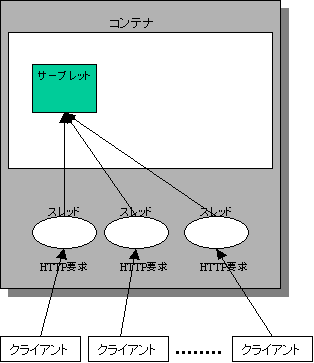 コンテナ
サーブレット
スレッド スレッド スレッド
HTTP要求 HTTP要求 HTTP要求
クライアント クライアント ........ クライアント